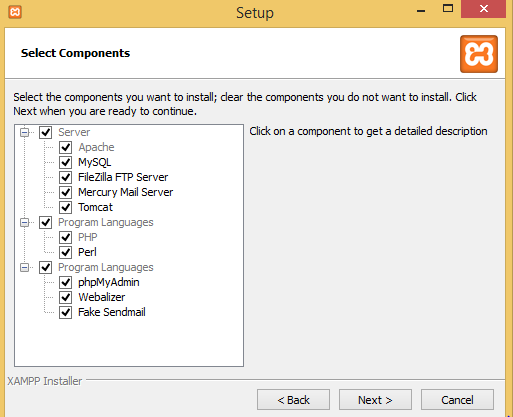 Setup
Select Components
Select the components you want to install; clear the components you do not want to install. Click
Next when you are ready to continue.
Server
Apache
MySQL
FileZilla FTP Server
Mercury Mail Server
Tomcat
Program Languages
PHP
Perl
Program Languages
phpMyAdmin
Webalizer
Fake Sendmail
Click on a component to get a detailed description
XAMPP Installer
< Back
Next >
Cancel